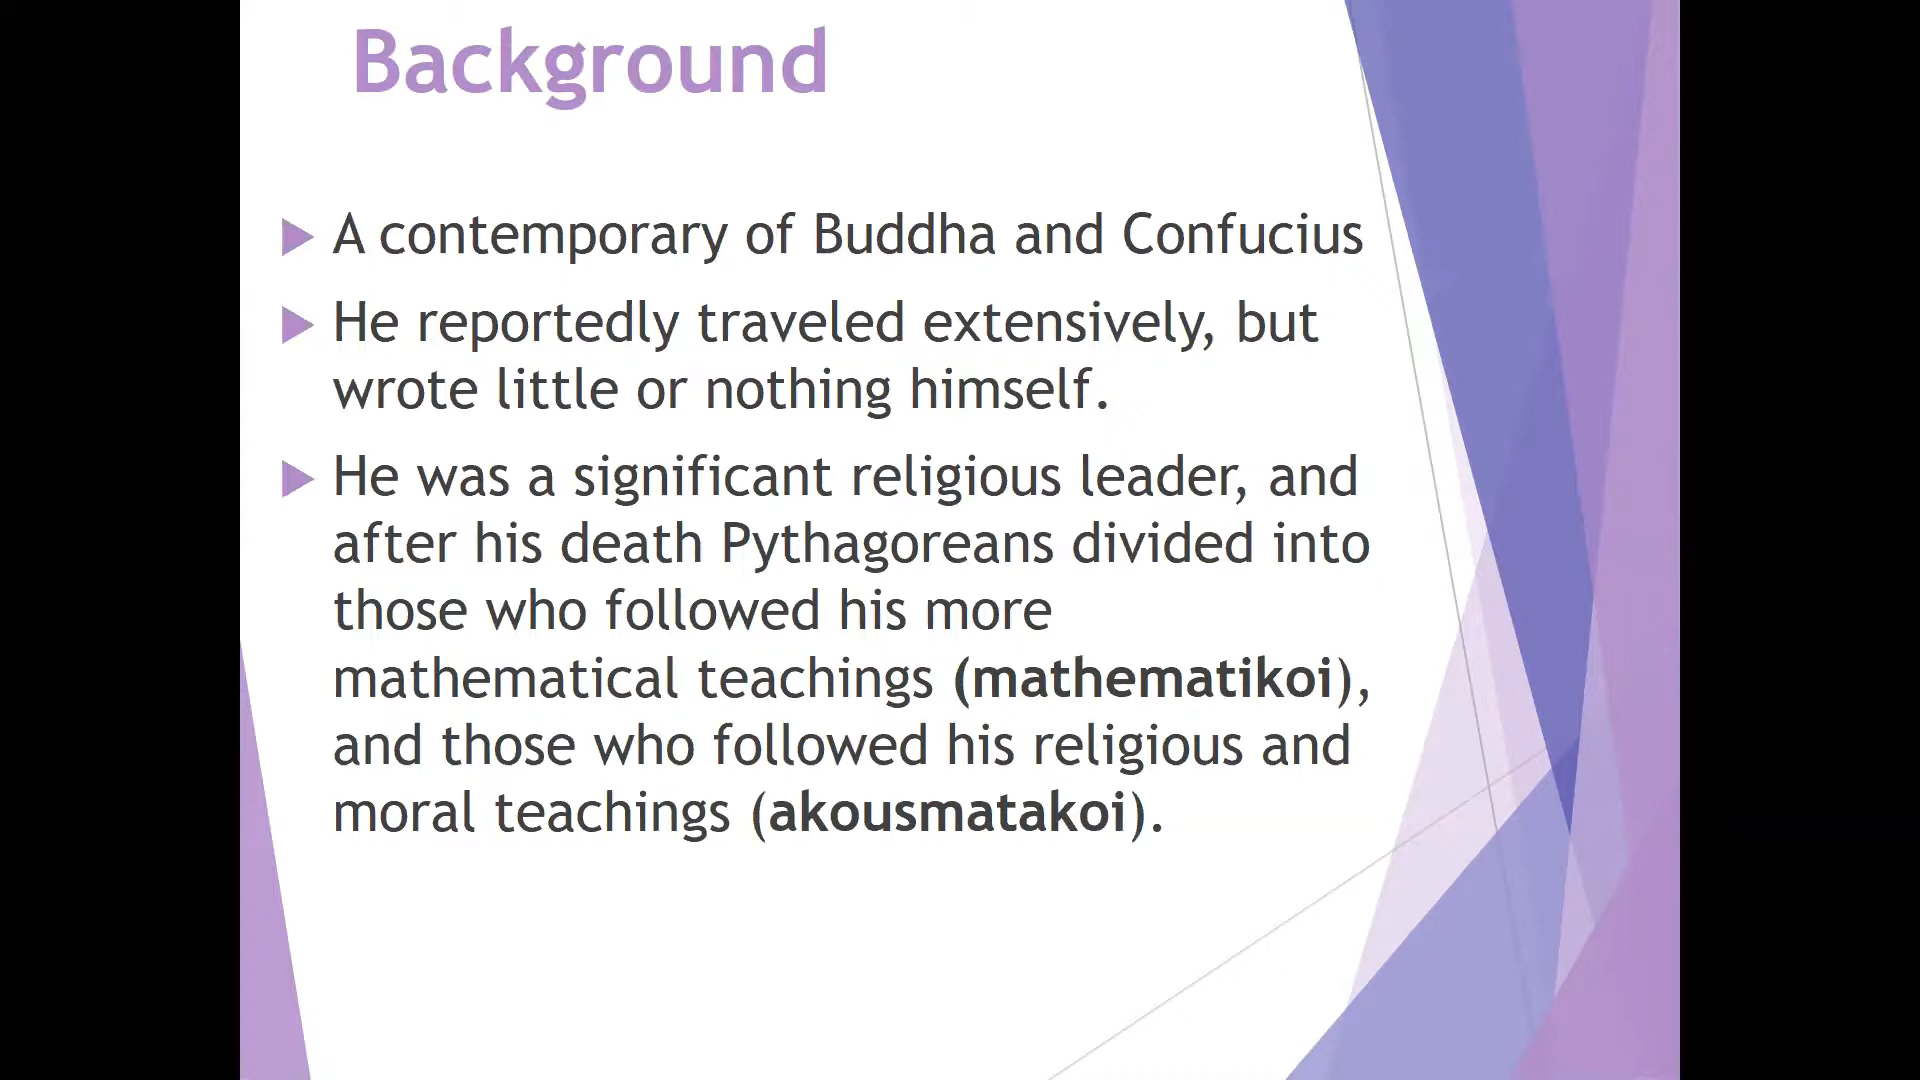 Background
A contemporary of Buddha and Confucius
He reportedly traveled extensively, but
wrote little or nothing himself.
He was a significant religious leader, and
after his death Pythagoreans divided into
those who followed his more
mathematical teachings (mathematikoi),
and those who followed his religious and
moral teachings (akousmatakoi).